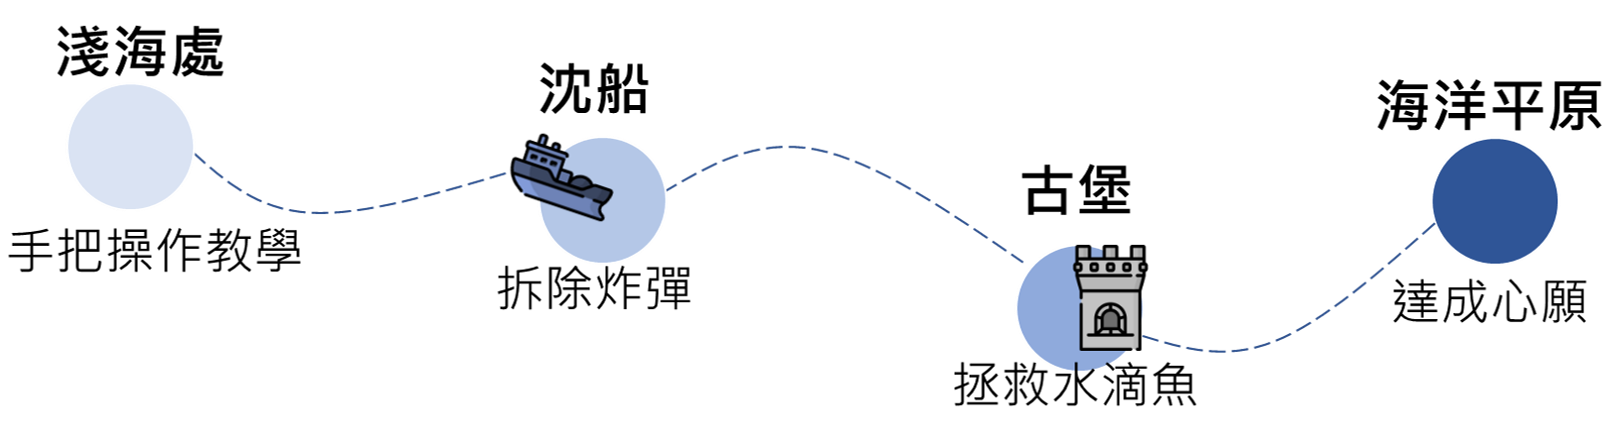 淺海處
手把操作教學
沈船
拆除炸彈
古堡
拯救水滴魚
海洋平原
達成心願